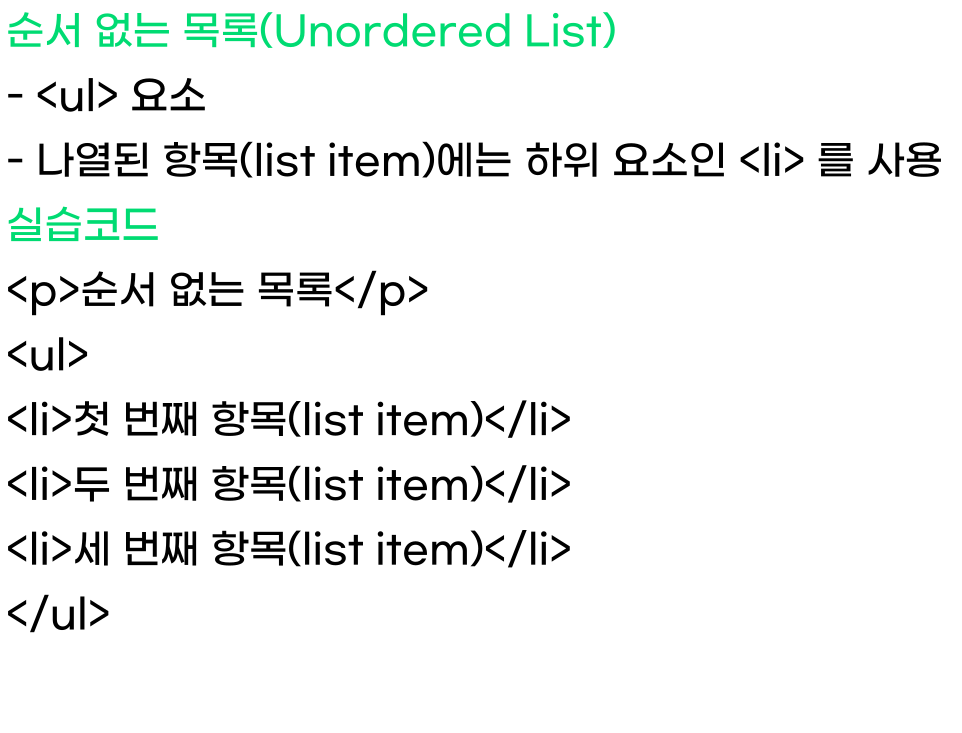 순서 없는 목록(Unordered List)
- <ul> 요소
- 나열된 항목(list item)에는 하위 요소인 <li> 를 사용
실습코드
<p>순서 없는 목록</p>
<ul>
<li>첫 번째 항목(list item)</li>
<li>두 번째 항목(list item)</li>
<li>세 번째 항목(list item)</li>
</ul>